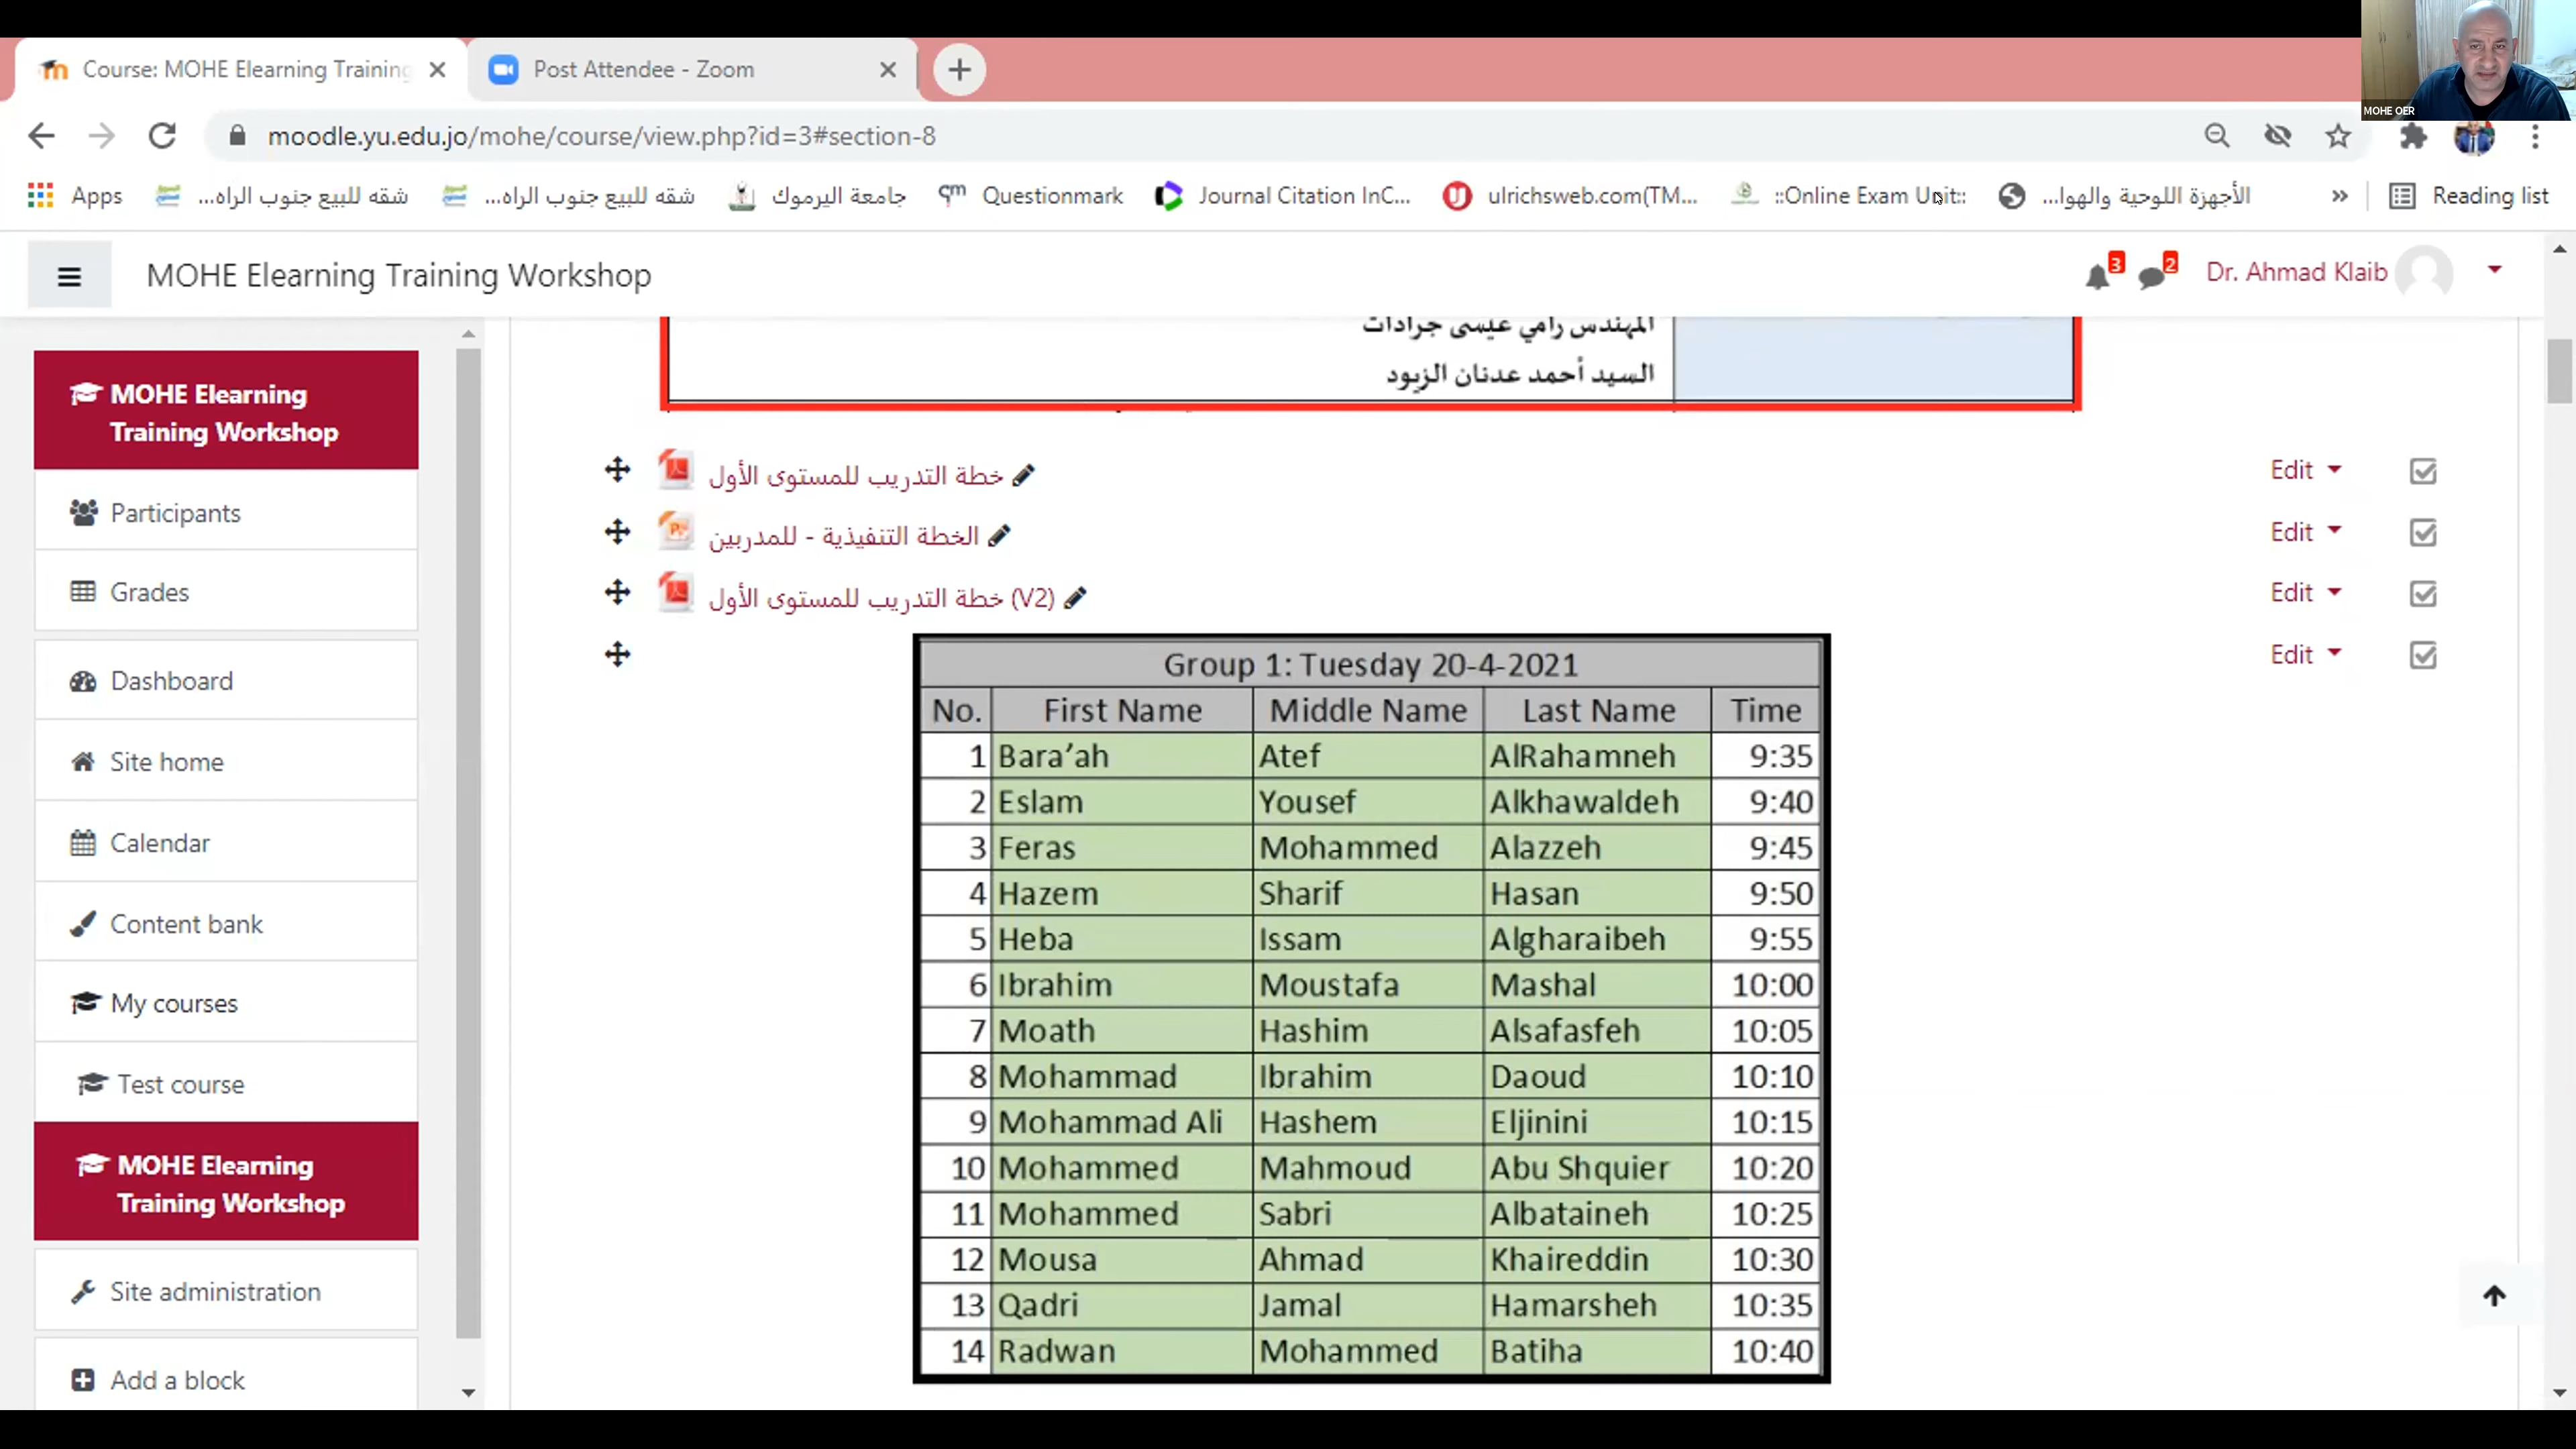 Course: MOHE Elearning Training
Post Attendee - Zoom
MOHE OER
moodle.yu.edu.jo/mohe/course/view.php?id=3#section-8
Apps
شقه للبيع جنوب الراه...
شقه للبيع جنوب الراه...
جامعة اليرموك
Questionmark
Journal Citation InC...
ulrichsweb.com(TM...
::Online Exam Unit::
الأجهزة اللوحية والهوا...
»
Reading list
MOHE Elearning Training Workshop
3
2
Dr. Ahmad Klaib
MOHE Elearning
Training Workshop
Participants
Grades
Dashboard
Site home
Calendar
Content bank
My courses
Test course
MOHE Elearning
Training Workshop
Site administration
Add a block
المهندس رامي عيسى جرادات
السيد أحمد عدنان الزبود
خطة التدريب للمستوى الأول
Edit
الخطة التنفيذية - للمدربين
Edit
خطة التدريب للمستوى الأول (V2)
Edit
Edit
Group 1: Tuesday 20-4-2021
No. First Name Middle Name Last Name Time
1 Bara’ah Atef AlRahamneh 9:35
2 Eslam Yousef Alkhawaldeh 9:40
3 Feras Mohammed Alazzeh 9:45
4 Hazem Sharif Hasan 9:50
5 Heba Issam Algharaibeh 9:55
6 Ibrahim Moustafa Mashal 10:00
7 Moath Hashim Alsafasfeh 10:05
8 Mohammad Ibrahim Daoud 10:10
9 Mohammad Ali Hashem Eljinini 10:15
10 Mohammed Mahmoud Abu Shquier 10:20
11 Mohammed Sabri Albataineh 10:25
12 Mousa Ahmad Khaireddin 10:30
13 Qadri Jamal Hamarsheh 10:35
14 Radwan Mohammed Batiha 10:40